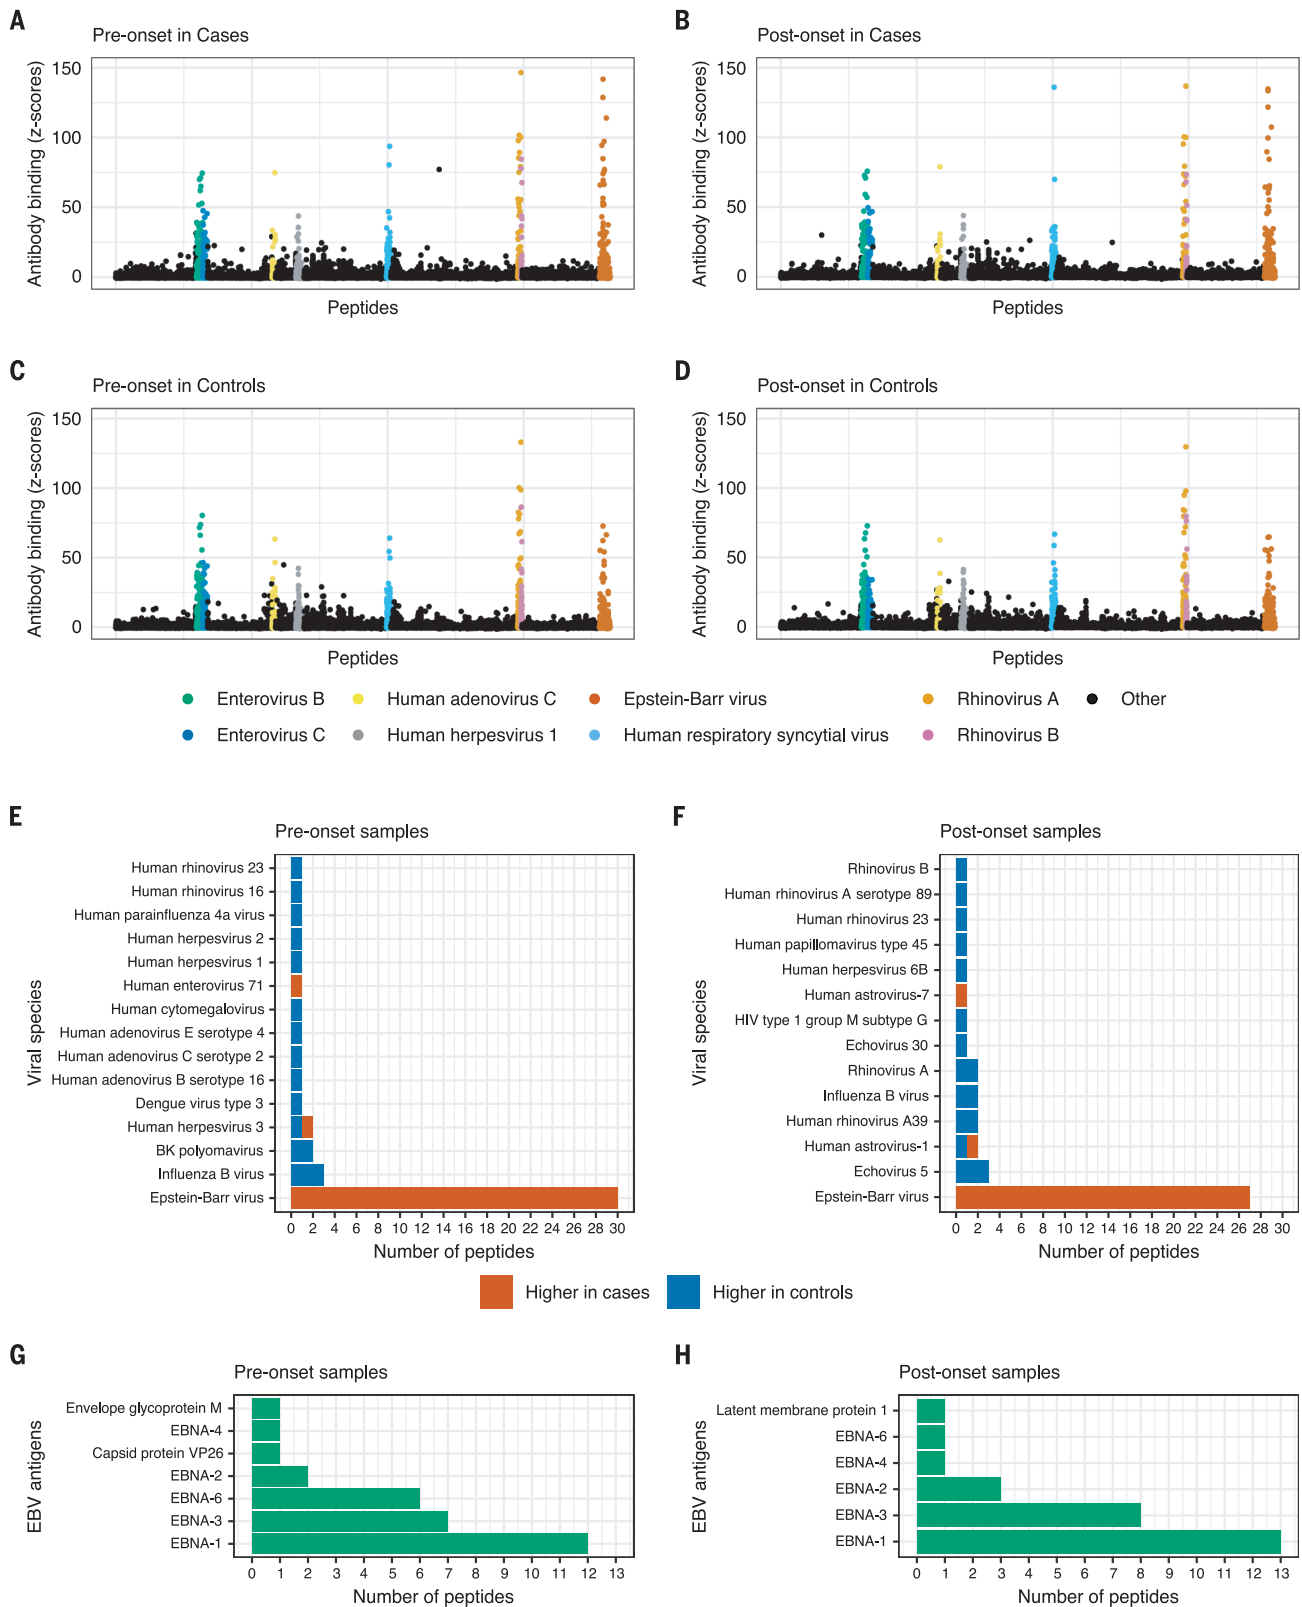 A
Pre-onset in Cases
Antibody binding (z-scores)
150
100
50
0
Peptides
B
Post-onset in Cases
Antibody binding (z-scores)
150
100
50
0
Peptides
C
Pre-onset in Controls
Antibody binding (z-scores)
150
100
50
0
Peptides
D
Post-onset in Controls
Antibody binding (z-scores)
150
100
50
0
Peptides
Enterovirus B
Human adenovirus C
Epstein-Barr virus
Rhinovirus A
Other
Enterovirus C
Human herpesvirus 1
Human respiratory syncytial virus
Rhinovirus B
E
Pre-onset samples
Viral species
Human rhinovirus 23
Human rhinovirus 16
Human parainfluenza 4a virus
Human herpesvirus 2
Human herpesvirus 1
Human enterovirus 71
Human cytomegalovirus
Human adenovirus E serotype 4
Human adenovirus C serotype 2
Human adenovirus B serotype 16
Dengue virus type 3
Human herpesvirus 3
BK polyomavirus
Influenza B virus
Epstein-Barr virus
0 2 4 6 8 10 12 14 16 18 20 22 24 26 28 30
Number of peptides
F
Post-onset samples
Viral species
Rhinovirus B
Human rhinovirus A serotype 89
Human rhinovirus 23
Human papillomavirus type 45
Human herpesvirus 6B
Human astrovirus-7
HIV type 1 group M subtype G
Echovirus 30
Rhinovirus A
Influenza B virus
Human rhinovirus A39
Human astrovirus-1
Echovirus 5
Epstein-Barr virus
0 2 4 6 8 10 12 14 16 18 20 22 24 26 28 30
Number of peptides
Higher in cases
Higher in controls
G
Pre-onset samples
EBV antigens
Envelope glycoprotein M
EBNA-4
Capsid protein VP26
EBNA-2
EBNA-6
EBNA-3
EBNA-1
0 1 2 3 4 5 6 7 8 9 10 11 12 13
Number of peptides
H
Post-onset samples
EBV antigens
Latent membrane protein 1
EBNA-6
EBNA-4
EBNA-2
EBNA-3
EBNA-1
0 1 2 3 4 5 6 7 8 9 10 11 12 13
Number of peptides